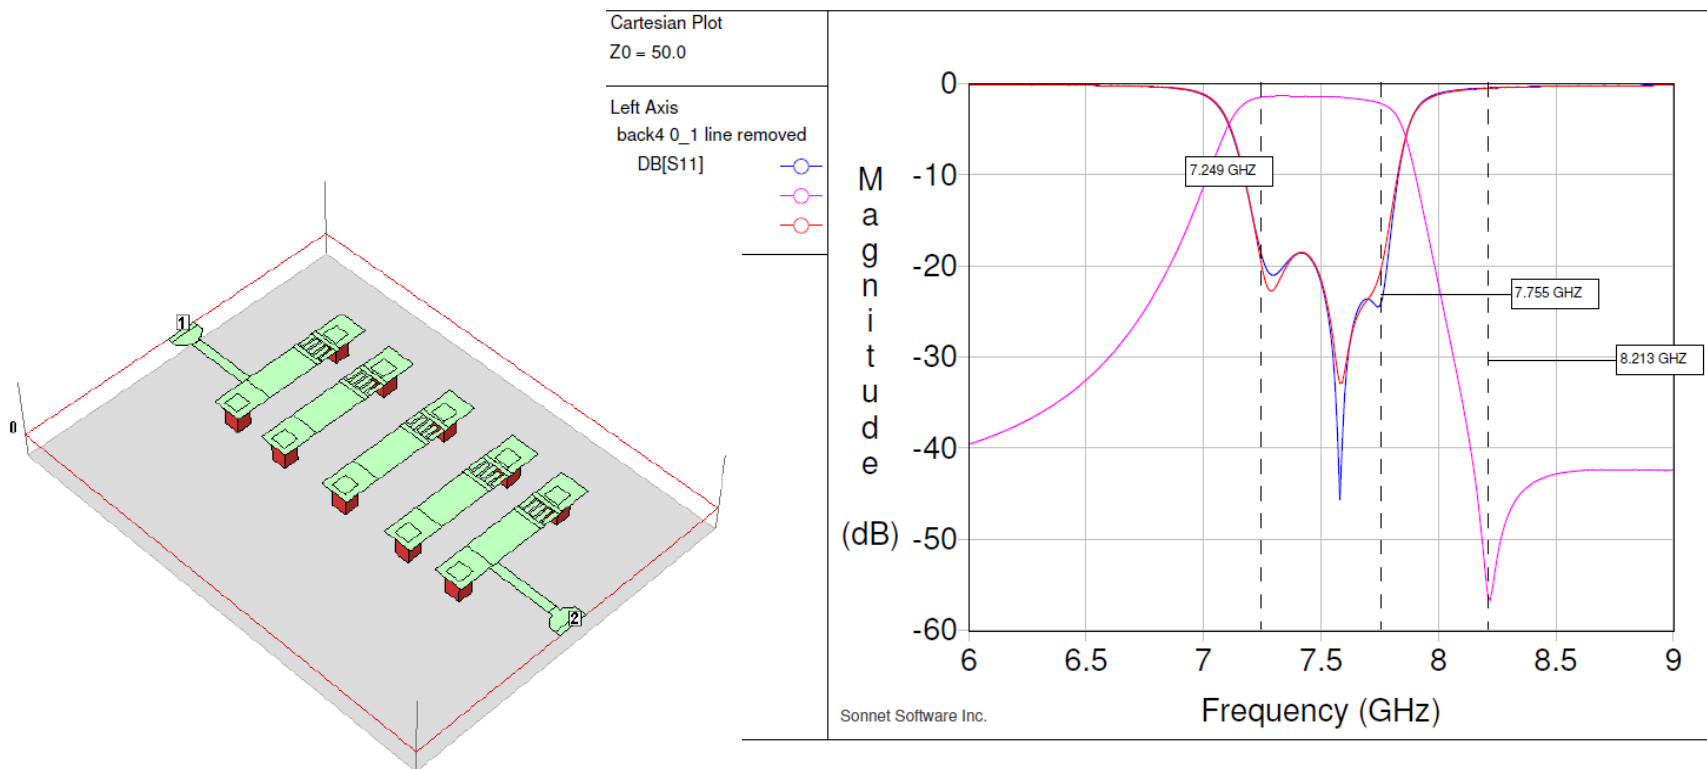 Cartesian Plot
Z0 = 50.0
Left Axis
back4 0_1 line removed
DB[S11]
1
0
2
Magnitude
(dB)
0
-10
-20
-30
-40
-50
-60
7.249 GHZ
7.755 GHZ
8.213 GHZ
6
6.5
7
7.5
8
8.5
9
Frequency (GHz)
Sonnet Software Inc.